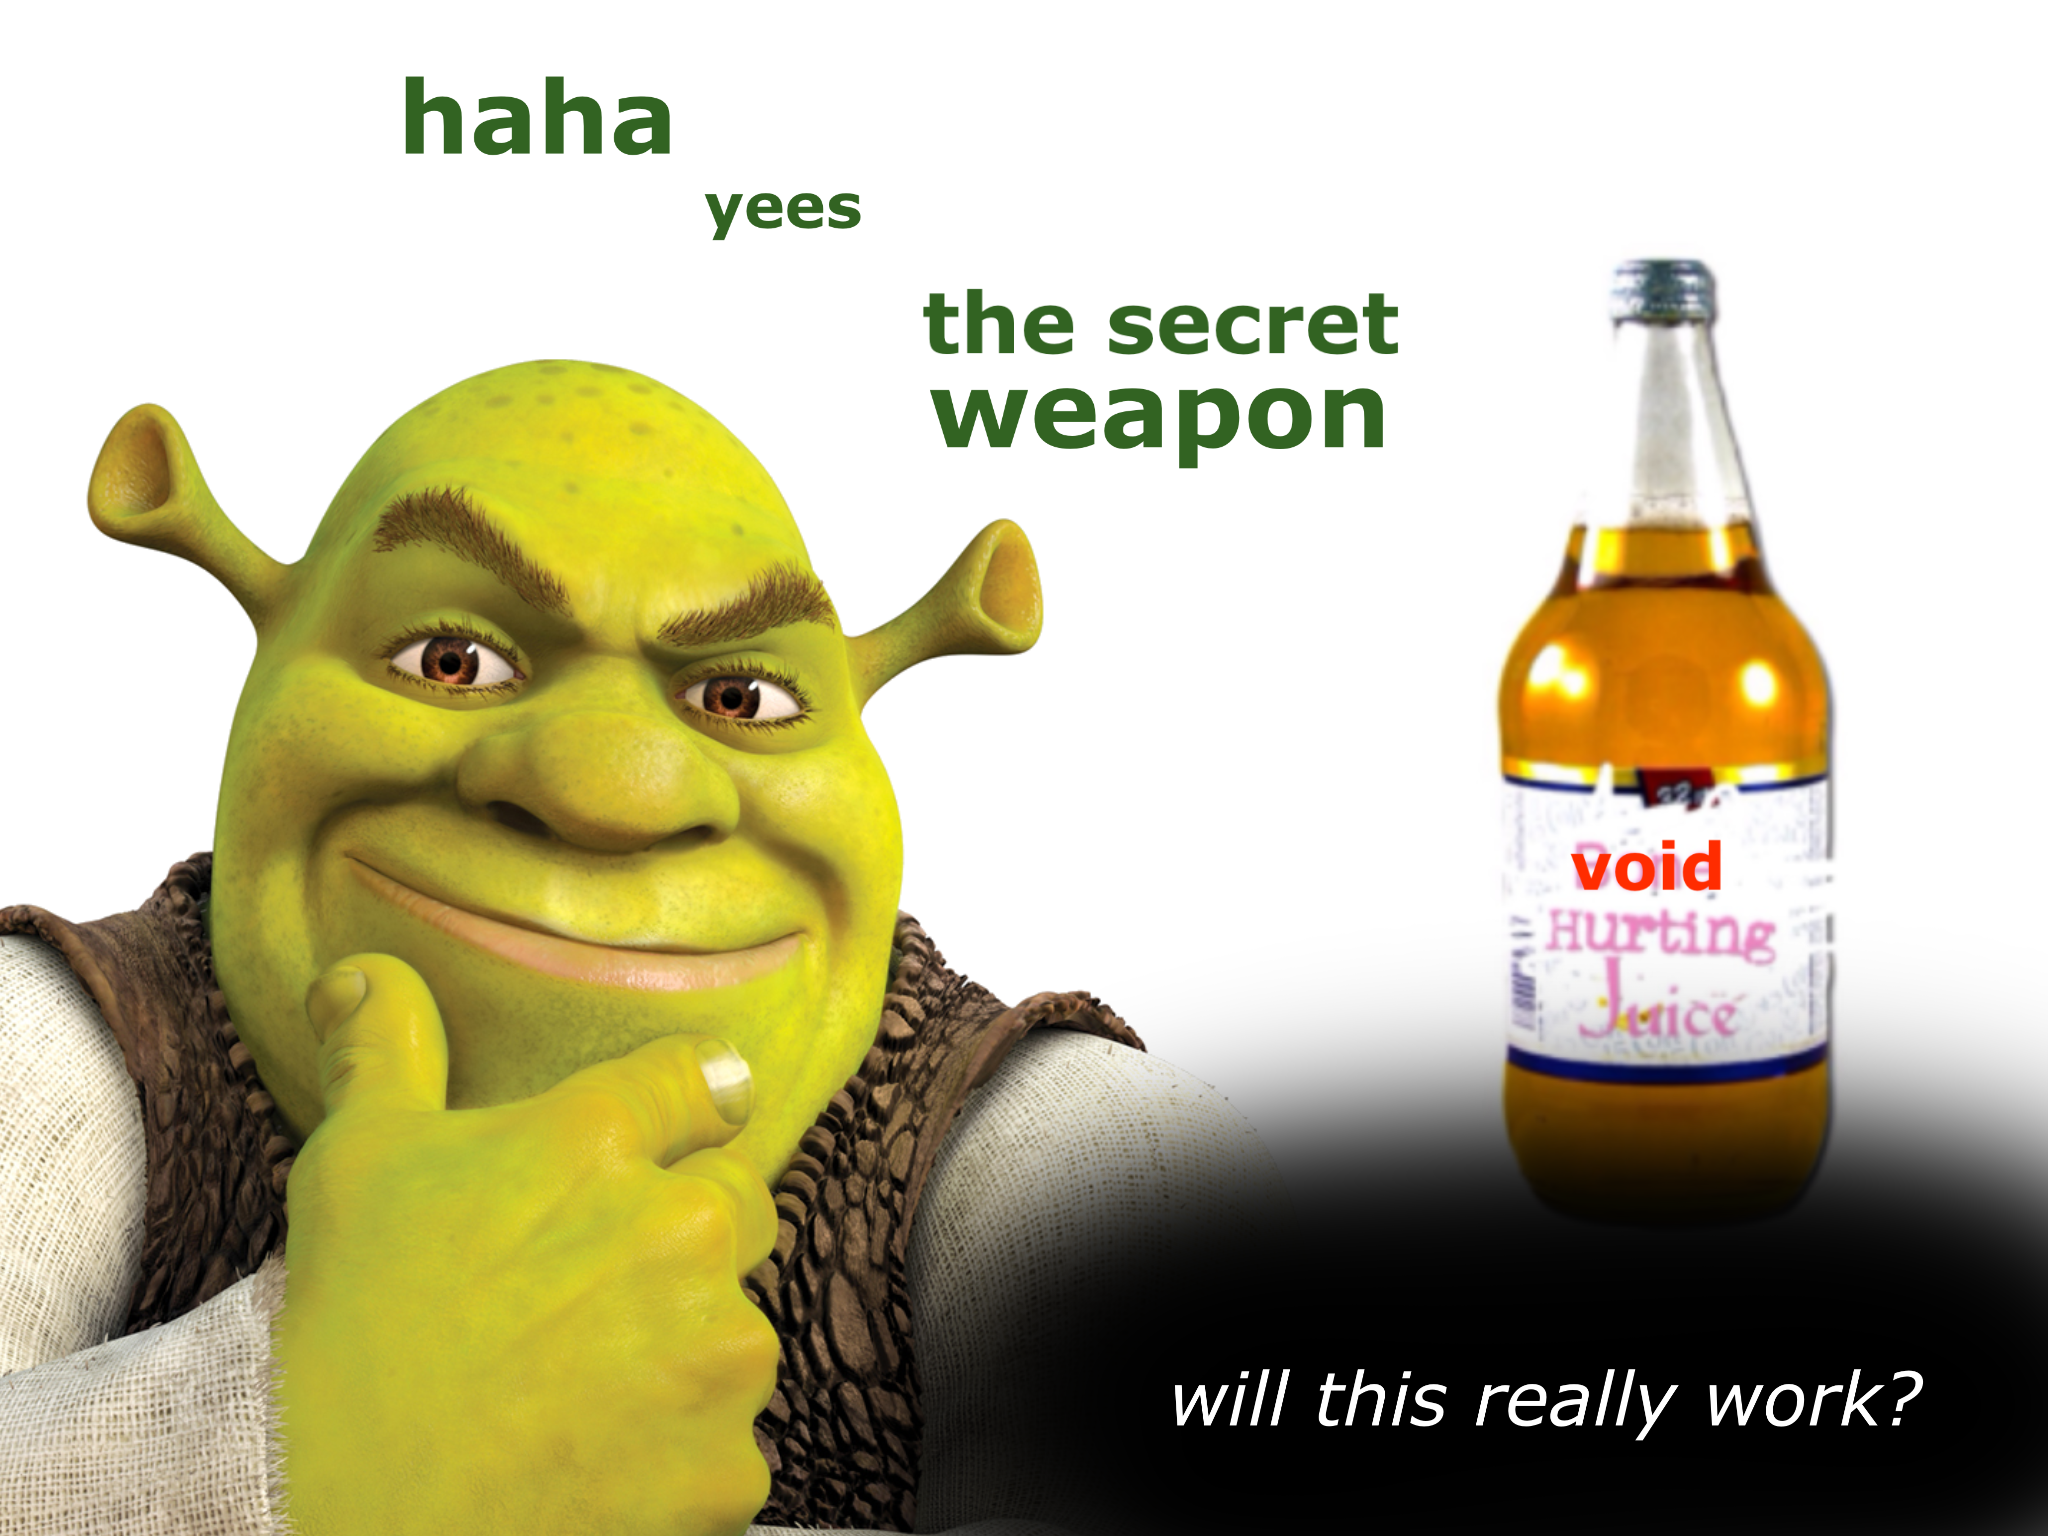 haha
yees
the secret
weapon
void
Hurting
Juice
will this really work?